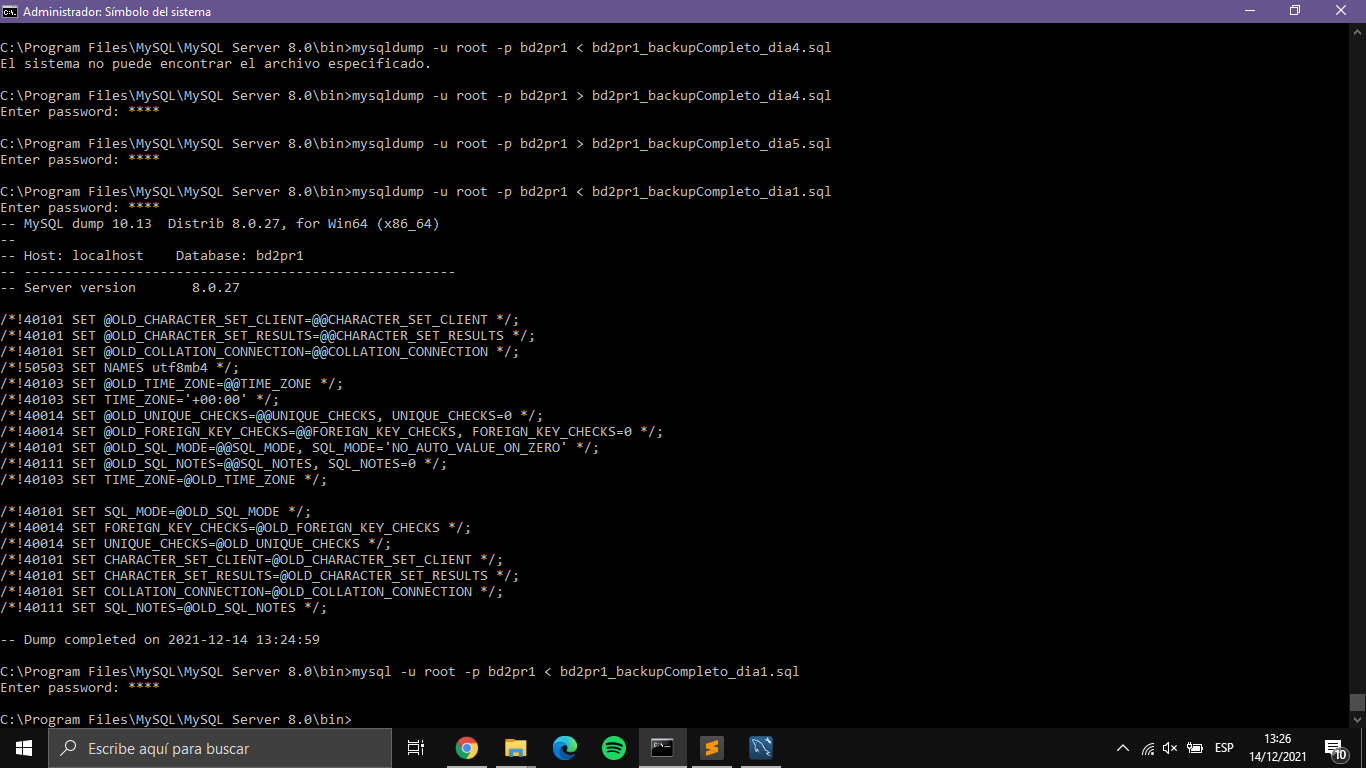 Administrador: Símbolo del sistema
C:\Program Files\MySQL\MySQL Server 8.0\bin>mysqldump -u root -p bd2pr1 < bd2pr1_backupCompleto_dia4.sql
El sistema no puede encontrar el archivo especificado.
C:\Program Files\MySQL\MySQL Server 8.0\bin>mysqldump -u root -p bd2pr1 > bd2pr1_backupCompleto_dia4.sql
Enter password: ****
C:\Program Files\MySQL\MySQL Server 8.0\bin>mysqldump -u root -p bd2pr1 > bd2pr1_backupCompleto_dia5.sql
Enter password: ****
C:\Program Files\MySQL\MySQL Server 8.0\bin>mysqldump -u root -p bd2pr1 < bd2pr1_backupCompleto_dia1.sql
Enter password: ****
-- MySQL dump 10.13  Distrib 8.0.27, for Win64 (x86_64)
--
-- Host: localhost    Database: bd2pr1
-- ------------------------------------------------------
-- Server version       8.0.27
/*!40101 SET @OLD_CHARACTER_SET_CLIENT=@@CHARACTER_SET_CLIENT */;
/*!40101 SET @OLD_CHARACTER_SET_RESULTS=@@CHARACTER_SET_RESULTS */;
/*!40101 SET @OLD_COLLATION_CONNECTION=@@COLLATION_CONNECTION */;
/*!50503 SET NAMES utf8mb4 */;
/*!40103 SET @OLD_TIME_ZONE=@@TIME_ZONE */;
/*!40103 SET TIME_ZONE='+00:00' */;
/*!40014 SET @OLD_UNIQUE_CHECKS=@@UNIQUE_CHECKS, UNIQUE_CHECKS=0 */;
/*!40014 SET @OLD_FOREIGN_KEY_CHECKS=@@FOREIGN_KEY_CHECKS, FOREIGN_KEY_CHECKS=0 */;
/*!40101 SET @OLD_SQL_MODE=@@SQL_MODE, SQL_MODE='NO_AUTO_VALUE_ON_ZERO' */;
/*!40111 SET @OLD_SQL_NOTES=@@SQL_NOTES, SQL_NOTES=0 */;
/*!40103 SET TIME_ZONE=@OLD_TIME_ZONE */;
/*!40101 SET SQL_MODE=@OLD_SQL_MODE */;
/*!40014 SET FOREIGN_KEY_CHECKS=@OLD_FOREIGN_KEY_CHECKS */;
/*!40014 SET UNIQUE_CHECKS=@OLD_UNIQUE_CHECKS */;
/*!40101 SET CHARACTER_SET_CLIENT=@OLD_CHARACTER_SET_CLIENT */;
/*!40101 SET CHARACTER_SET_RESULTS=@OLD_CHARACTER_SET_RESULTS */;
/*!40101 SET COLLATION_CONNECTION=@OLD_COLLATION_CONNECTION */;
/*!40111 SET SQL_NOTES=@OLD_SQL_NOTES */;
-- Dump completed on 2021-12-14 13:24:59
C:\Program Files\MySQL\MySQL Server 8.0\bin>mysql -u root -p bd2pr1 < bd2pr1_backupCompleto_dia1.sql
Enter password: ****
C:\Program Files\MySQL\MySQL Server 8.0\bin>
Escribe aquí para buscar
ESP
13:26
14/12/2021
10